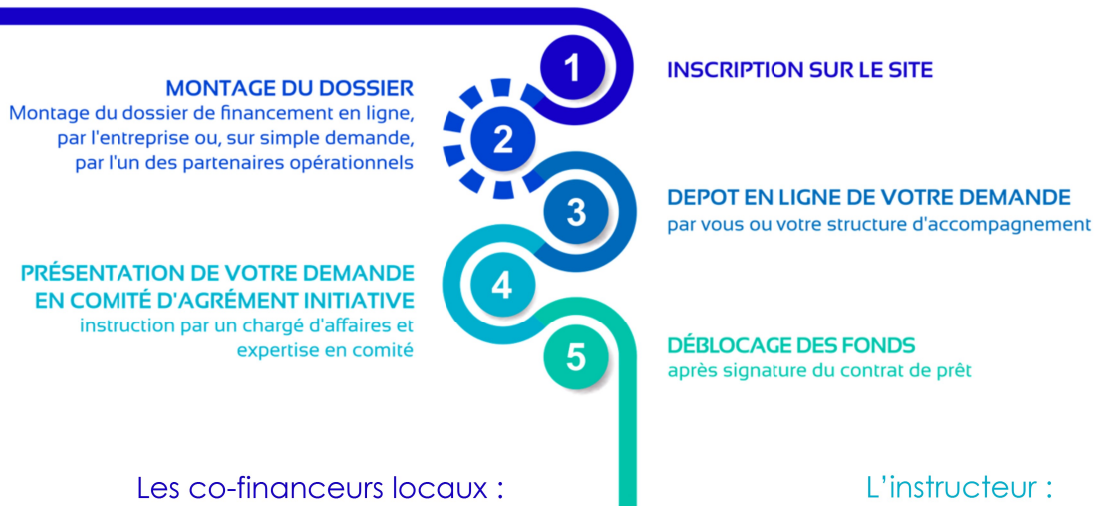 1
INSCRIPTION SUR LE SITE
MONTAGE DU DOSSIER
Montage du dossier de financement en ligne,
par l'entreprise ou, sur simple demande,
par l'un des partenaires opérationnels
2
3
DEPOT EN LIGNE DE VOTRE DEMANDE
par vous ou votre structure d'accompagnement
PRÉSENTATION DE VOTRE DEMANDE
EN COMITÉ D'AGRÉMENT INITIATIVE
instruction par un chargé d'affaires et
expertise en comité
4
5
DÉBLOCAGE DES FONDS
après signature du contrat de prêt
Les co-financeurs locaux :
L'instructeur :